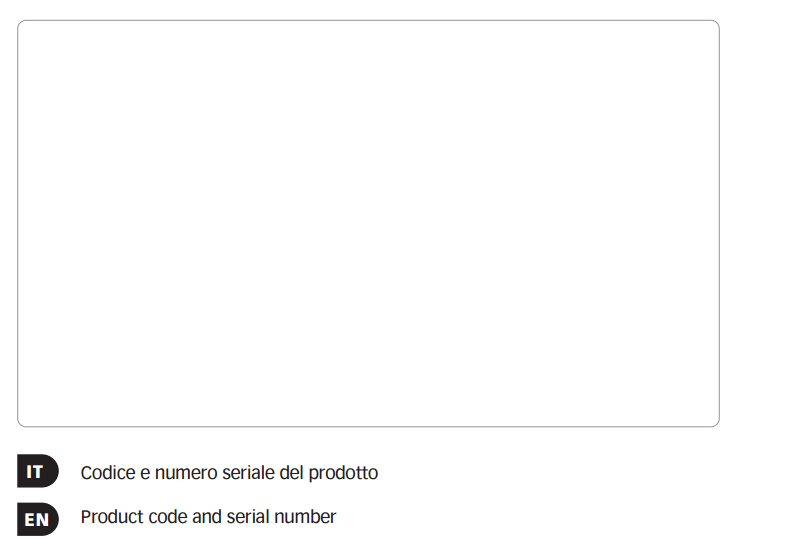 IT Codice e numero seriale del prodotto
EN Product code and serial number